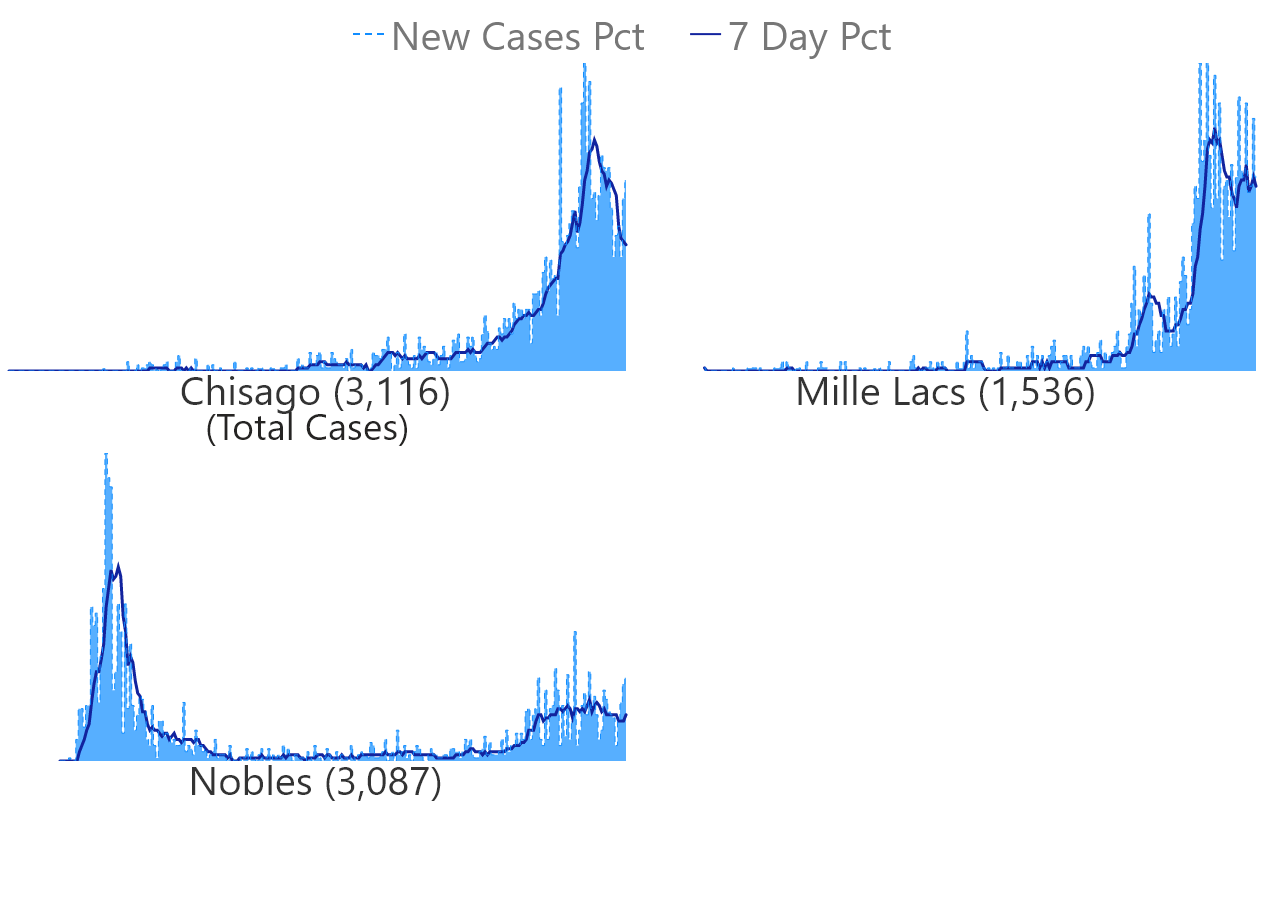 New Cases Pct 7 Day Pct
Chisago (3,116) Mille Lacs (1,536)
(Total Cases)
Nobles (3,087)